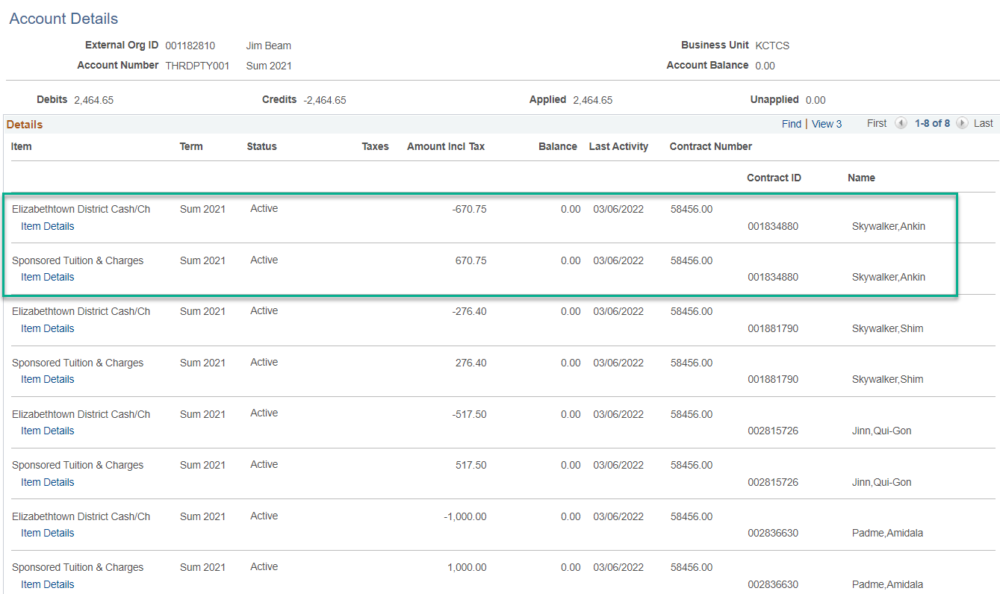 Account Details
External Org ID 001182810 Jim Beam Business Unit KCTCS
Account Number THRDPTY001 Sum 2021 Account Balance 0.00
Debits 2,464.65 Credits -2,464.65 Applied 2,464.65 Unapplied 0.00
Details Find | View 3 First 1-8 of 8 Last
Item Term Status Taxes Amount Incl Tax Balance Last Activity Contract Number
Contract ID Name
Elizabethtown District Cash/Ch Sum 2021 Active -670.75 0.00 03/06/2022 58456.00
Item Details 001834880 Skywalker,Ankin
Sponsored Tuition & Charges Sum 2021 Active 670.75 0.00 03/06/2022 58456.00
Item Details 001834880 Skywalker,Ankin
Elizabethtown District Cash/Ch Sum 2021 Active -276.40 0.00 03/06/2022 58456.00
Item Details 001881790 Skywalker,Shim
Sponsored Tuition & Charges Sum 2021 Active 276.40 0.00 03/06/2022 58456.00
Item Details 001881790 Skywalker,Shim
Elizabethtown District Cash/Ch Sum 2021 Active -517.50 0.00 03/06/2022 58456.00
Item Details 002815726 Jinn,Qui-Gon
Sponsored Tuition & Charges Sum 2021 Active 517.50 0.00 03/06/2022 58456.00
Item Details 002815726 Jinn,Qui-Gon
Elizabethtown District Cash/Ch Sum 2021 Active -1,000.00 0.00 03/06/2022 58456.00
Item Details 002836630 Padme,Amidala
Sponsored Tuition & Charges Sum 2021 Active 1,000.00 0.00 03/06/2022 58456.00
Item Details 002836630 Padme,Amidala